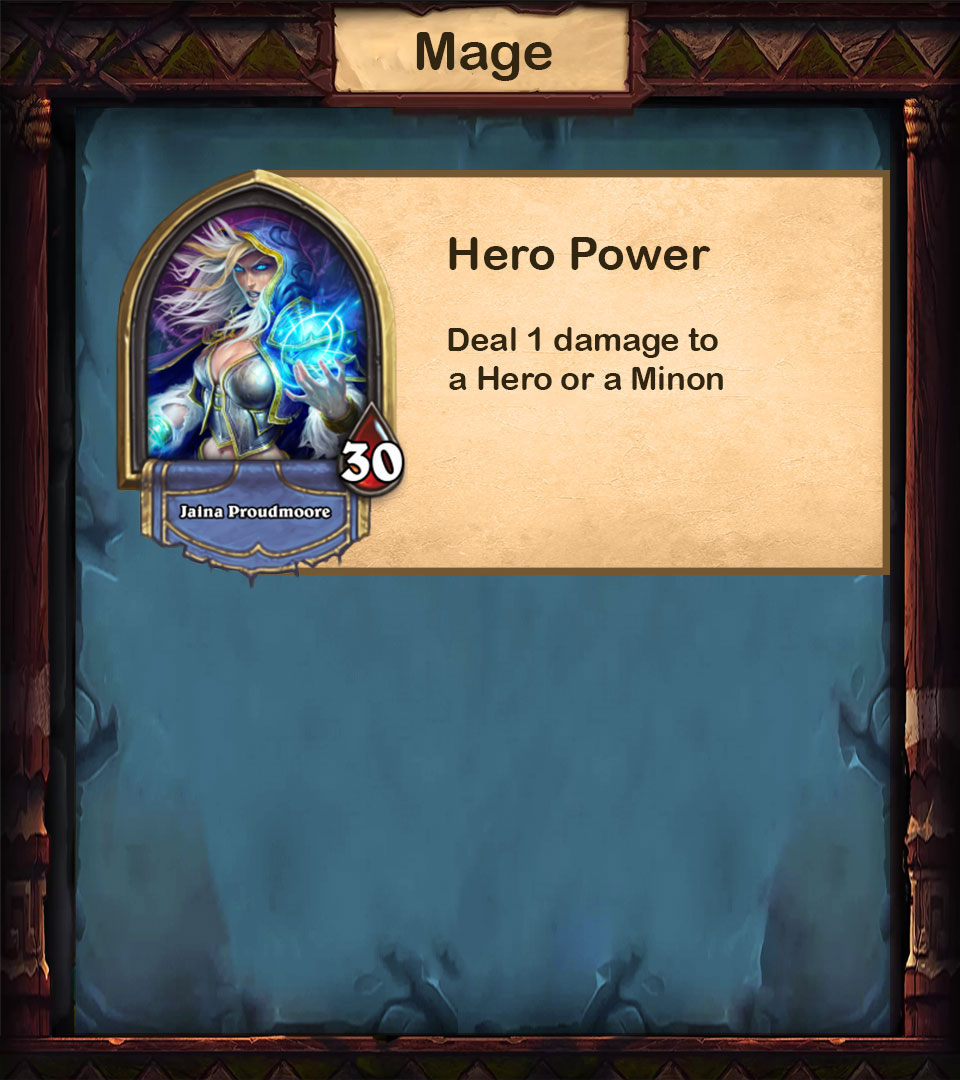 Mage
Hero Power
Deal 1 damage to
a Hero or a Minon
30
Jaina Proudmoore